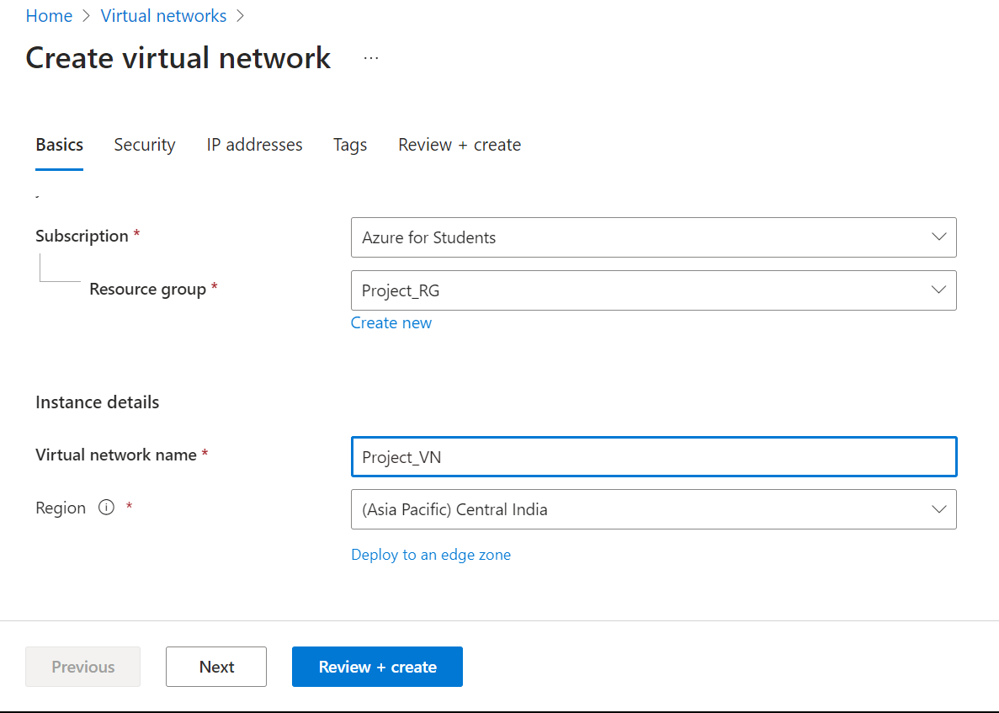 Home > Virtual networks >
Create virtual network ...
Basics Security IP addresses Tags Review + create
Subscription * Azure for Students
Resource group * Project_RG
Create new
Instance details
Virtual network name * Project_VN
Region * (Asia Pacific) Central India
Deploy to an edge zone
Previous Next Review + create